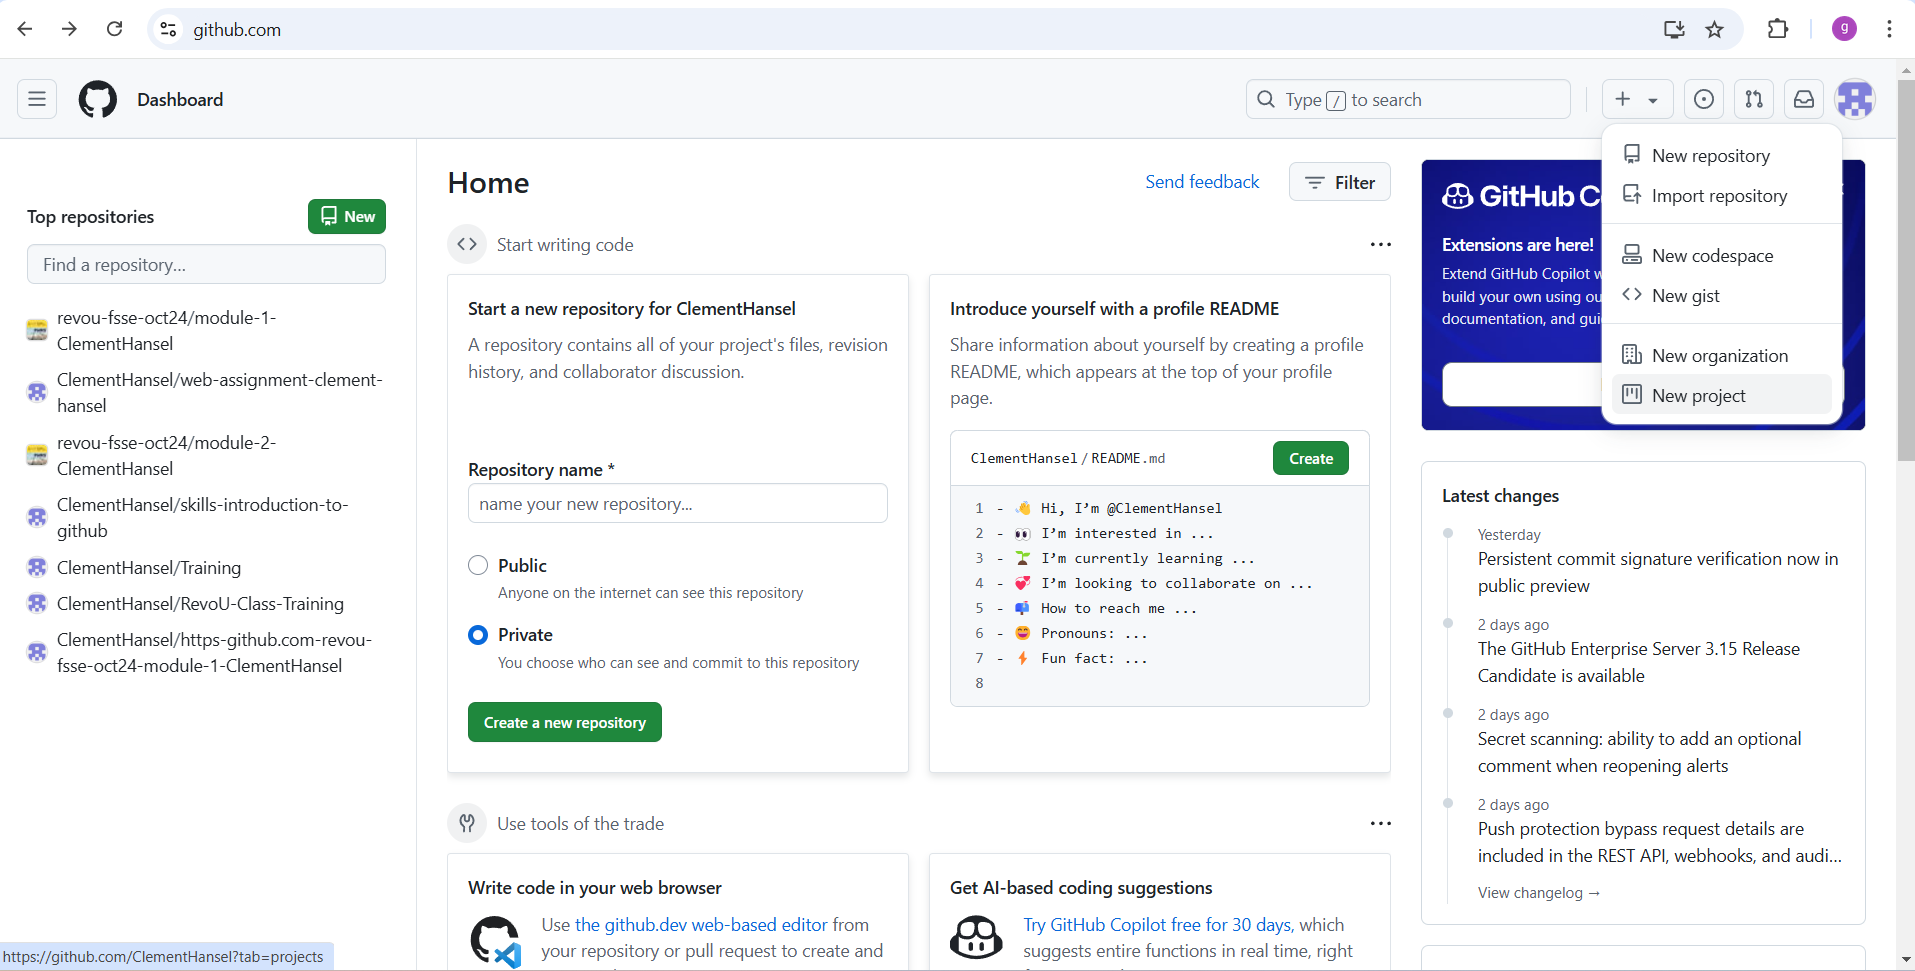 github.com
g
Dashboard
Type / to search
New repository
Import repository
New codespace
New gist
New organization
New project
Top repositories
New
Find a repository...
revou-fsse-oct24/module-1-
ClementHansel
ClementHansel/web-assignment-clement-
hansel
revou-fsse-oct24/module-2-
ClementHansel
ClementHansel/skills-introduction-to-
github
ClementHansel/Training
ClementHansel/RevoU-Class-Training
ClementHansel/https-github.com-revou-
fsse-oct24-module-1-ClementHansel
Home
Send feedback
Filter
Start writing code
Start a new repository for ClementHansel
A repository contains all of your project's files, revision
history, and collaborator discussion.
Repository name *
name your new repository...
Public
Anyone on the internet can see this repository
Private
You choose who can see and commit to this repository
Create a new repository
Introduce yourself with a profile README
Share information about yourself by creating a profile
README, which appears at the top of your profile
page.
ClementHansel / README.md
Create
1 - 👋 Hi, I’m @ClementHansel
2 - 👀 I’m interested in ...
3 - 🌱 I’m currently learning ...
4 - 💞️ I’m looking to collaborate on ...
5 - 📫 How to reach me ...
6 - 😄 Pronouns: ...
7 - ⚡ Fun fact: ...
8
Use tools of the trade
Write code in your web browser
Use the github.dev web-based editor from
your repository or pull request to create and
Get AI-based coding suggestions
Try GitHub Copilot free for 30 days, which
suggests entire functions in real time, right
GitHub C
Extensions are here!
Extend GitHub Copilot w
build your own using ou
documentation, and gui
Latest changes
Yesterday
Persistent commit signature verification now in
public preview
2 days ago
The GitHub Enterprise Server 3.15 Release
Candidate is available
2 days ago
Secret scanning: ability to add an optional
comment when reopening alerts
2 days ago
Push protection bypass request details are
included in the REST API, webhooks, and audi...
View changelog →
https://github.com/ClementHansel?tab=projects